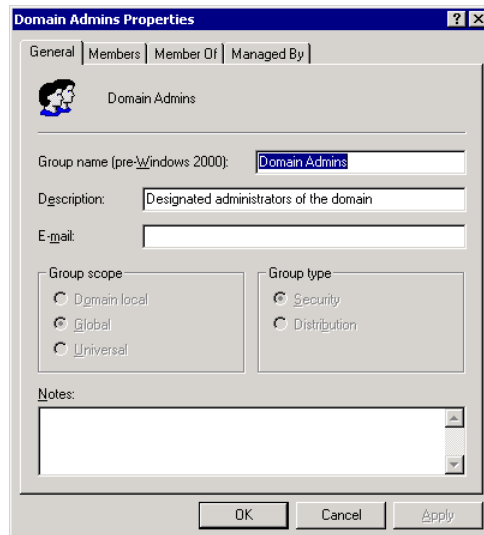 Domain Admins Properties
General Members Member Of Managed By
Domain Admins
Group name (pre-Windows 2000): Domain Admins
Description: Designated administrators of the domain
E-mail:
Group scope Group type
Domain local Security
Global Distribution
Universal
Notes:
OK Cancel Apply